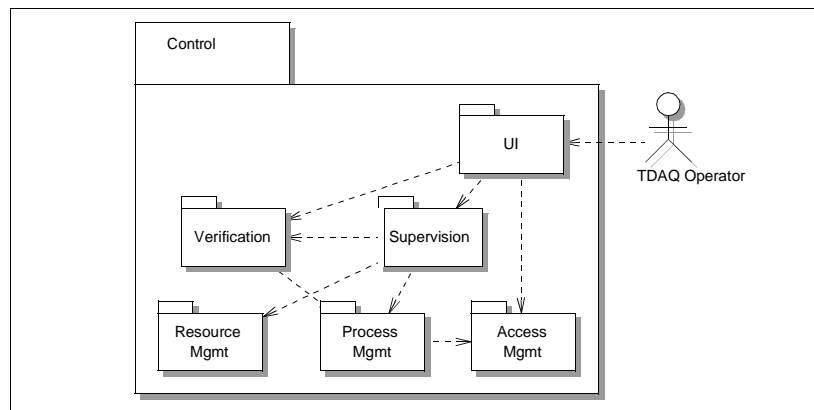 Control
UI
TDAQ Operator
Verification
Supervision
Resource
Mgmt
Process
Mgmt
Access
Mgmt